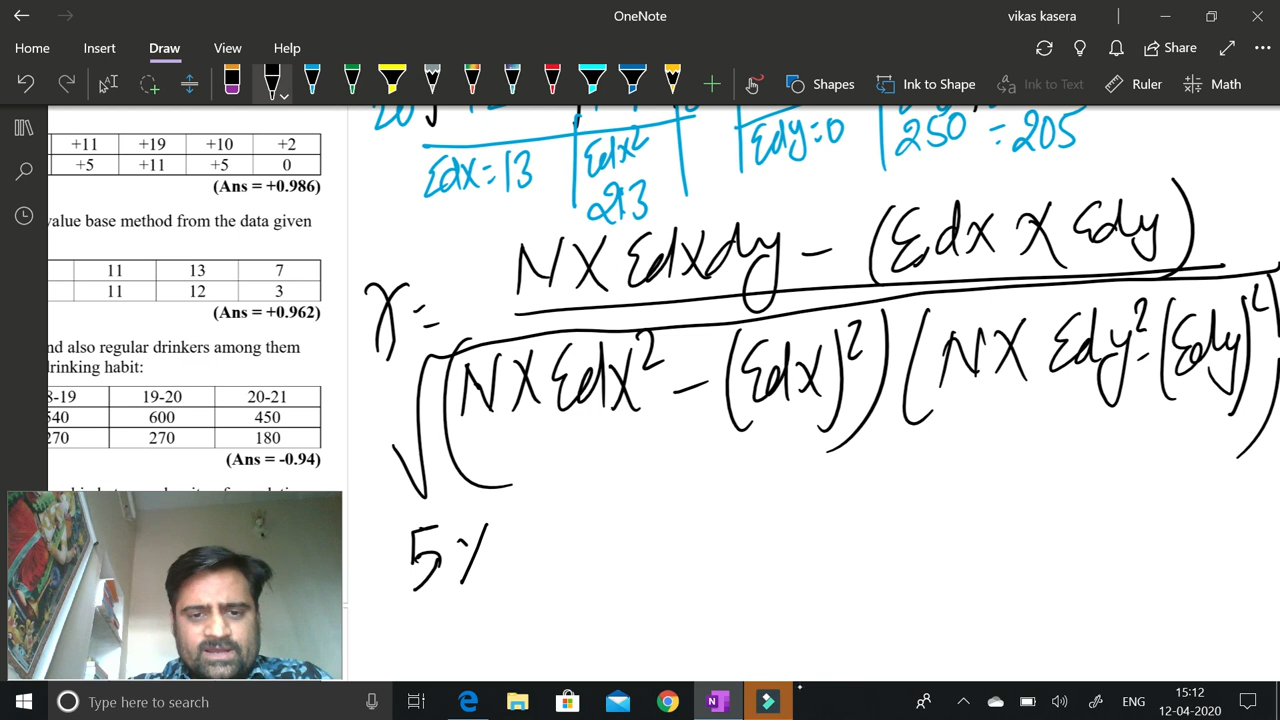 OneNote
vikas kasera
Home Insert Draw View Help
Share
Shapes Ink to Shape Ink to Text Ruler Math
+11 +19 +10 +2
+5 +11 +5 0
(Ans = +0.986)
value base method from the data given
11 13 7
11 12 3
(Ans = +0.962)
nd also regular drinkers among them
drinking habit:
8-19 19-20 20-21
540 600 450
270 270 180
(Ans = -0.94)
20
Σdx=13 Σdx² 213 Σdy=0 250 =205
r = N X Σdxdy - (Σdx X Σdy)
√(N X Σdx² - (Σdx)²) (N X Σdy² - (Σdy)²)
5 X
Type here to search
ENG
15:12
12-04-2020